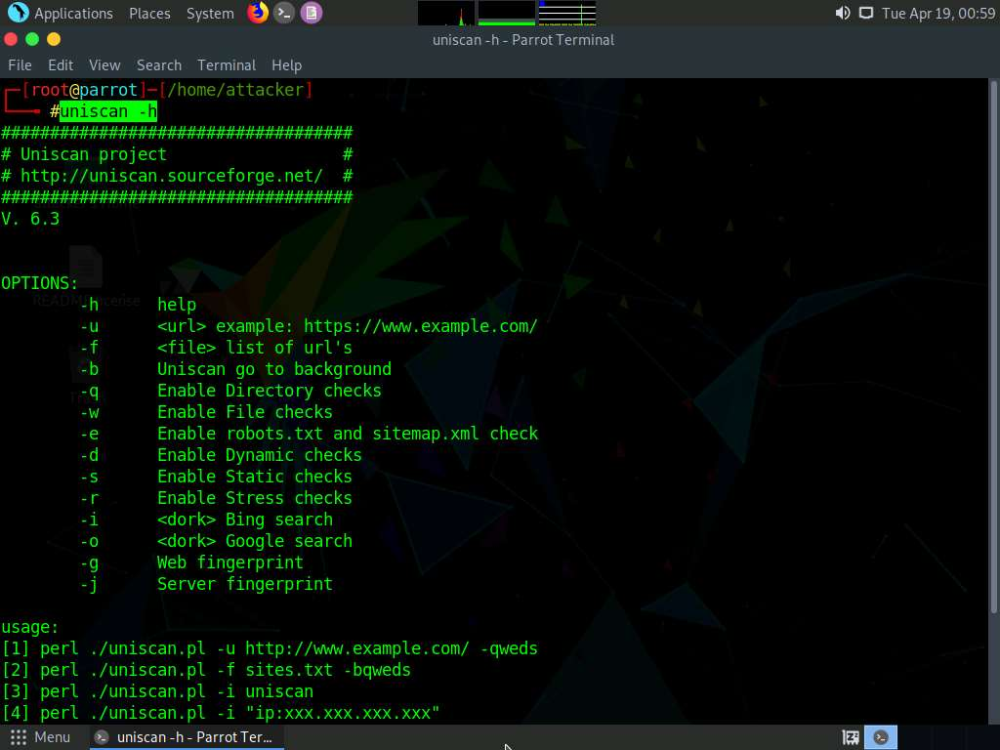 Applications Places System Tue Apr 19, 00:59
uniscan -h - Parrot Terminal
File Edit View Search Terminal Help
┌─[root@parrot]─[/home/attacker]
└──╼ #uniscan -h
####################################
# Uniscan project                  #
# http://uniscan.sourceforge.net/  #
####################################
V. 6.3
OPTIONS:
-h help
-u <url> example: https://www.example.com/
-f <file> list of url's
-b Uniscan go to background
-q Enable Directory checks
-w Enable File checks
-e Enable robots.txt and sitemap.xml check
-d Enable Dynamic checks
-s Enable Static checks
-r Enable Stress checks
-i <dork> Bing search
-o <dork> Google search
-g Web fingerprint
-j Server fingerprint
usage:
[1] perl ./uniscan.pl -u http://www.example.com/ -qweds
[2] perl ./uniscan.pl -f sites.txt -bqweds
[3] perl ./uniscan.pl -i uniscan
[4] perl ./uniscan.pl -i "ip:xxx.xxx.xxx.xxx"
Menu uniscan -h - Parrot Ter...